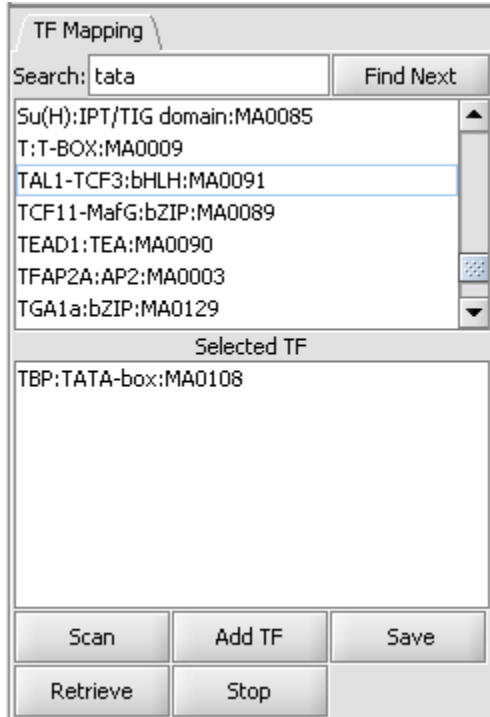 TF Mapping
Search: tata Find Next
Su(H):IPT/TIG domain:MA0085
T:T-BOX:MA0009
TAL1-TCF3:bHLH:MA0091
TCF11-MafG:bZIP:MA0089
TEAD1:TEA:MA0090
TFAP2A:AP2:MA0003
TGA1a:bZIP:MA0129
Selected TF
TBP:TATA-box:MA0108
Scan Add TF Save
Retrieve Stop